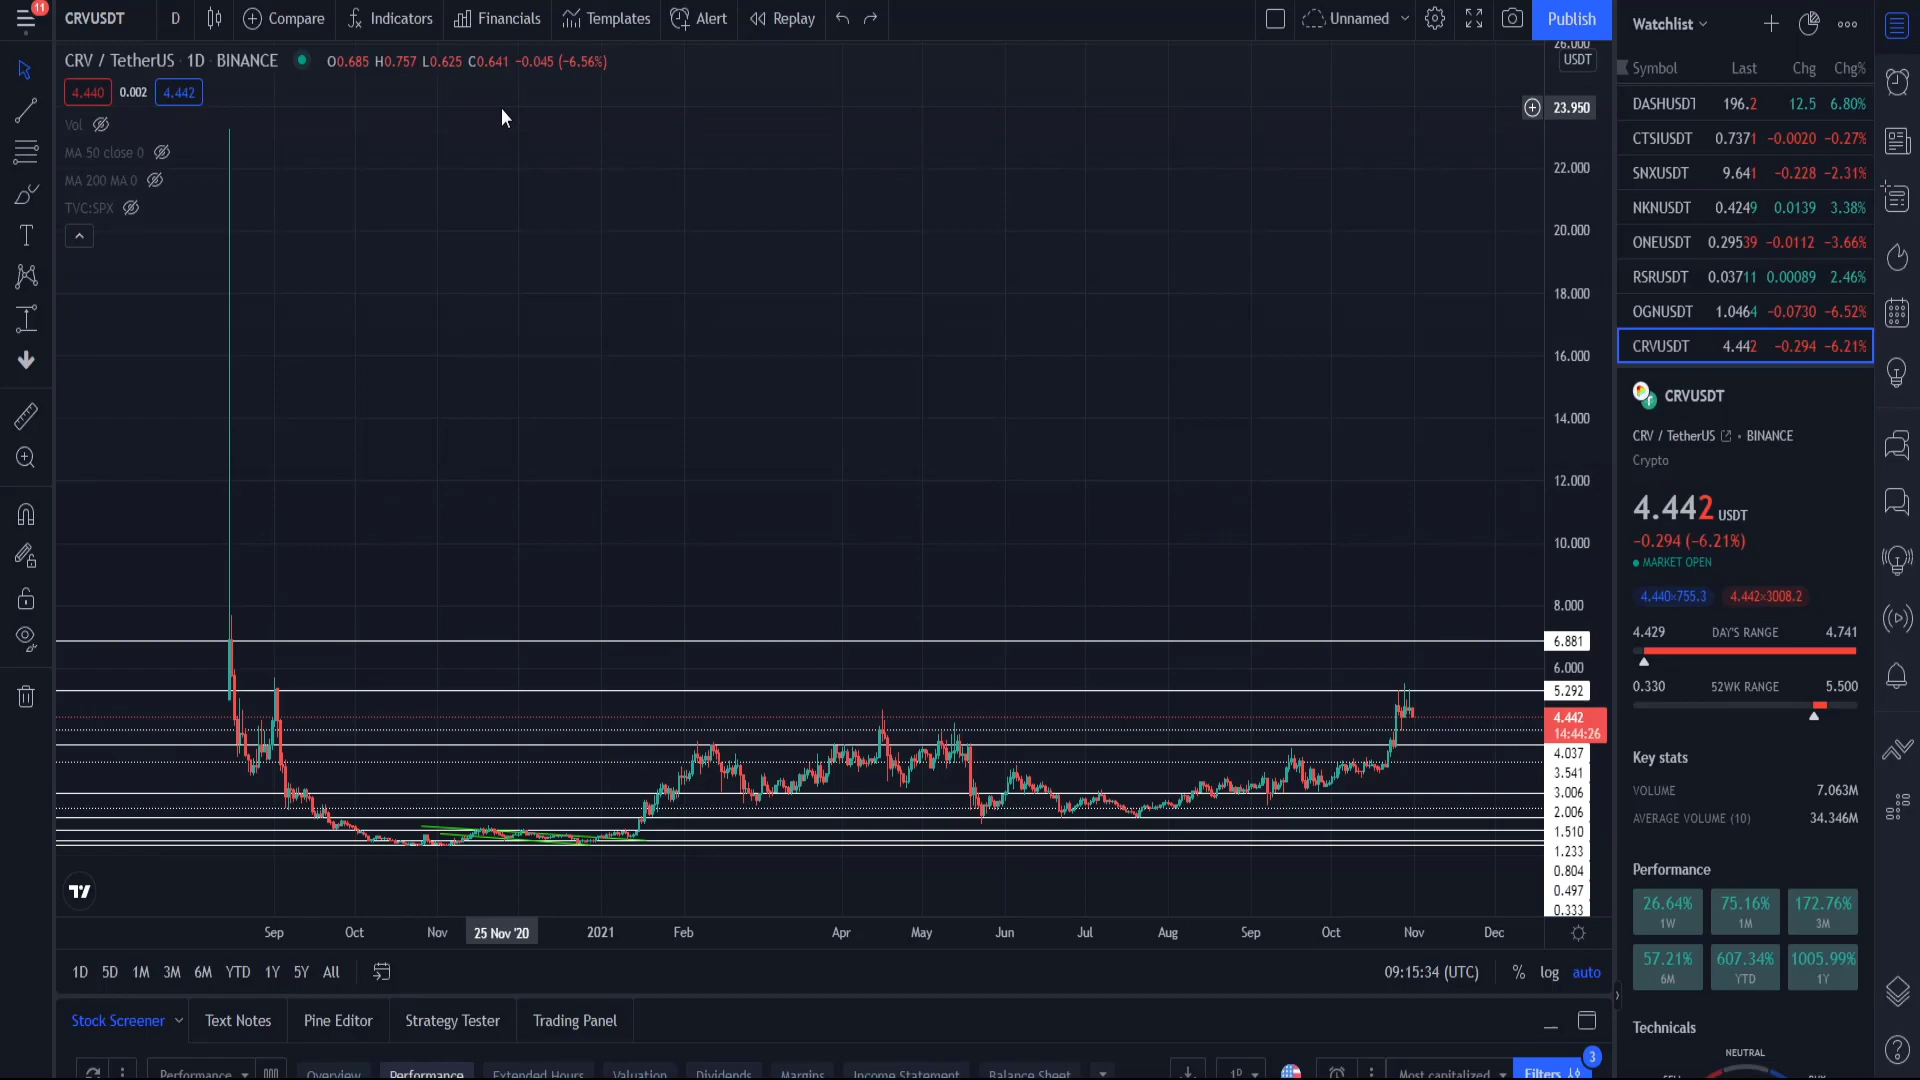 11
CRVUSDT D Compare Indicators Financials Templates Alert Replay Unnamed Publish
CRV / TetherUS · 1D · BINANCE O0.685 H0.757 L0.625 C0.641 −0.045 (−6.56%)
4.440 0.002 4.442
Vol
MA 50 close 0
MA 200 MA 0
TVC:SPX
26.000
USDT
23.950
22.000
20.000
18.000
16.000
14.000
12.000
10.000
8.000
6.881
6.000
5.292
4.442
14:44:26
4.037
3.541
3.006
2.006
1.510
1.233
0.804
0.497
0.333
Sep Oct Nov 25 Nov '20 2021 Feb Apr May Jun Jul Aug Sep Oct Nov Dec
1D 5D 1M 3M 6M YTD 1Y 5Y All 09:15:34 (UTC) % log auto
Stock Screener Text Notes Pine Editor Strategy Tester Trading Panel
Performance Overview Performance Extended Hours Valuation Dividends Margins Income Statement Balance Sheet 1D Most capitalized Filters 3
Watchlist
Symbol Last Chg Chg%
DASHUSDT 196.2 12.5 6.80%
CTSIUSDT 0.7371 −0.0020 −0.27%
SNXUSDT 9.641 −0.228 −2.31%
NKNUSDT 0.4249 0.0139 3.38%
ONEUSDT 0.29539 −0.0112 −3.66%
RSRUSDT 0.03711 0.00089 2.46%
OGNUSDT 1.0464 −0.0730 −6.52%
CRVUSDT 4.442 −0.294 −6.21%
CRVUSDT
CRV / TetherUS • BINANCE
Crypto
4.442 USDT
−0.294 (−6.21%)
MARKET OPEN
4.440×755.3 4.442×3008.2
4.429 DAY'S RANGE 4.741
0.330 52WK RANGE 5.500
Key stats
VOLUME 7.063M
AVERAGE VOLUME (10) 34.346M
Performance
26.64% 75.16% 172.76%
1W 1M 3M
57.21% 607.34% 1005.99%
6M YTD 1Y
Technicals
NEUTRAL
SELL BUY